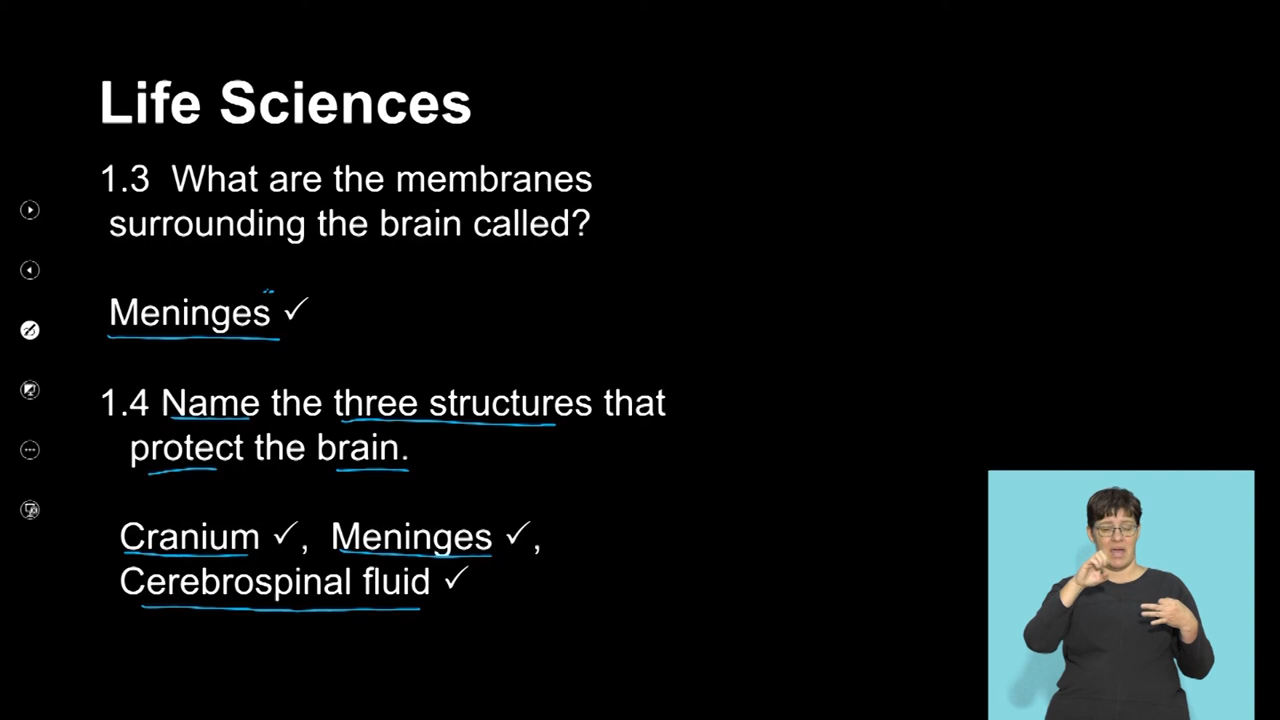 Life Sciences
1.3 What are the membranes
surrounding the brain called?
Meninges ✓
1.4 Name the three structures that
protect the brain.
Cranium ✓, Meninges ✓,
Cerebrospinal fluid ✓